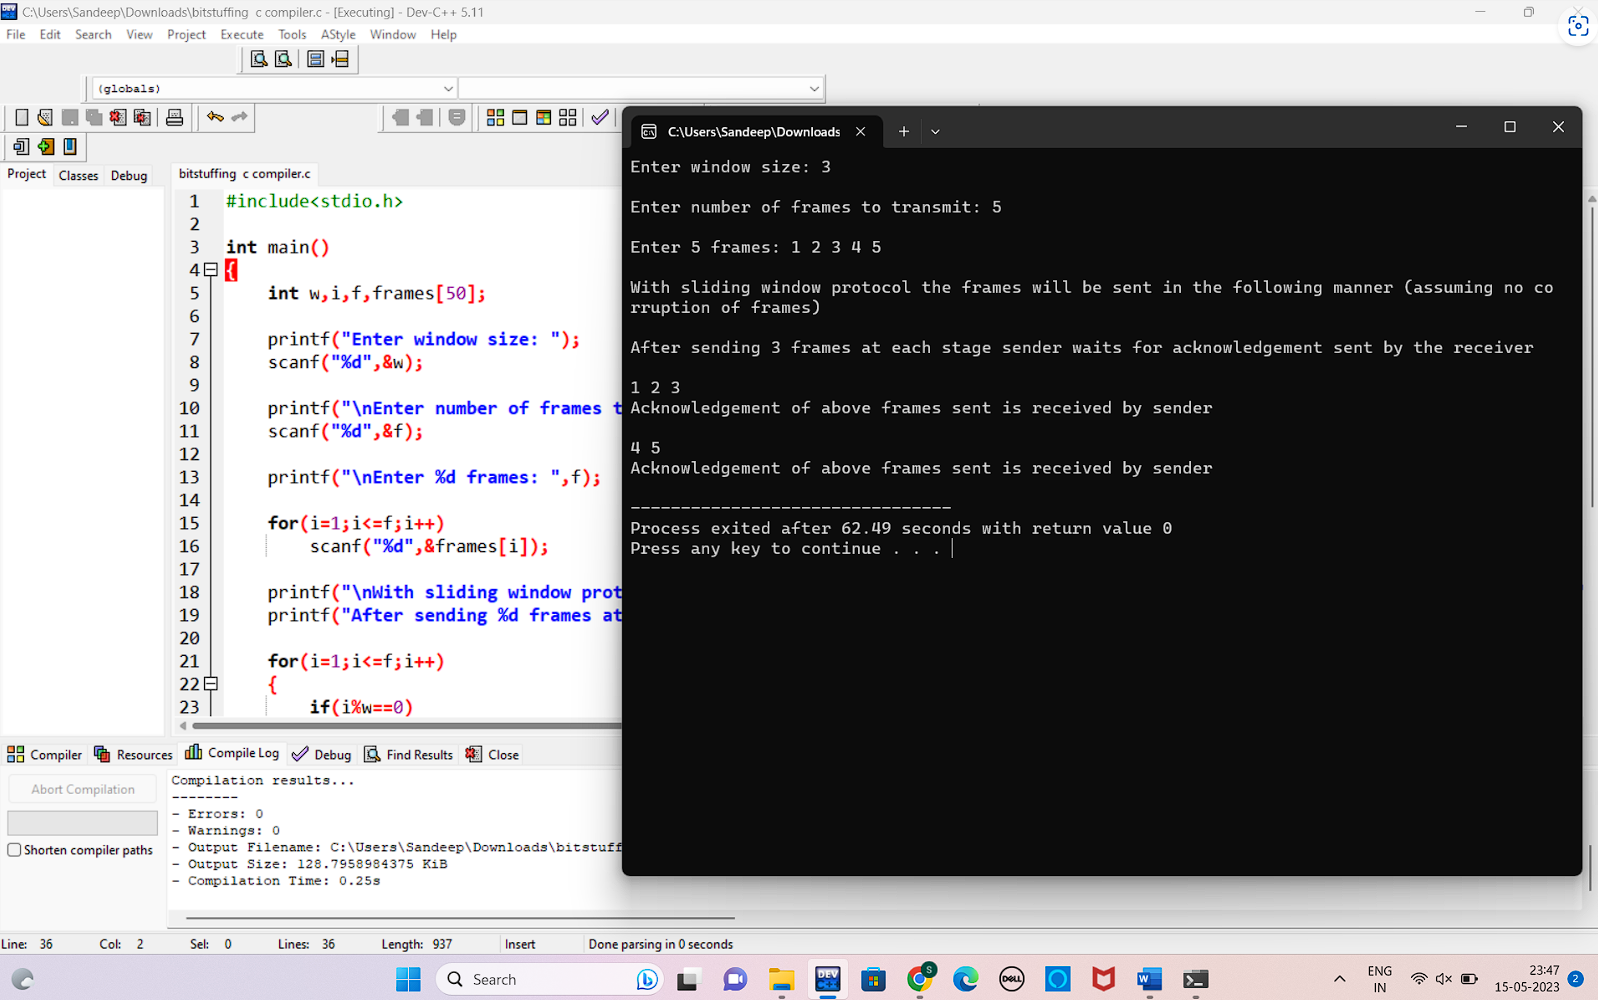 C:\Users\Sandeep\Downloads\bitstuffing  c compiler.c - [Executing] - Dev-C++ 5.11
File Edit Search View Project Execute Tools AStyle Window Help
(globals)
Project Classes Debug
bitstuffing  c compiler.c
1 #include<stdio.h>
2
3 int main()
4 {
5 int w,i,f,frames[50];
6
7 printf("Enter window size: ");
8 scanf("%d",&w);
9
10 printf("\nEnter number of frames t
11 scanf("%d",&f);
12
13 printf("\nEnter %d frames: ",f);
14
15 for(i=1;i<=f;i++)
16 scanf("%d",&frames[i]);
17
18 printf("\nWith sliding window prot
19 printf("After sending %d frames at
20
21 for(i=1;i<=f;i++)
22 {
23 if(i%w==0)
C:\Users\Sandeep\Downloads
Enter window size: 3
Enter number of frames to transmit: 5
Enter 5 frames: 1 2 3 4 5
With sliding window protocol the frames will be sent in the following manner (assuming no co
rruption of frames)
After sending 3 frames at each stage sender waits for acknowledgement sent by the receiver
1 2 3
Acknowledgement of above frames sent is received by sender
4 5
Acknowledgement of above frames sent is received by sender
--------------------------------
Process exited after 62.49 seconds with return value 0
Press any key to continue . . .
Compiler Resources Compile Log Debug Find Results Close
Abort Compilation
Shorten compiler paths
Compilation results...
--------
- Errors: 0
- Warnings: 0
- Output Filename: C:\Users\Sandeep\Downloads\bitstuff
- Output Size: 128.7958984375 KiB
- Compilation Time: 0.25s
Line: 36 Col: 2 Sel: 0 Lines: 36 Length: 937 Insert Done parsing in 0 seconds
Search
DEV C++
S
DELL
W
ENG
IN
23:47
15-05-2023
2